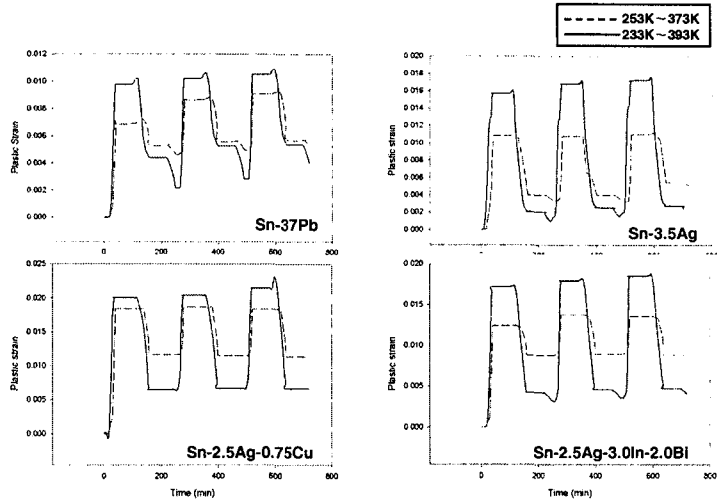 253K～373K
233K～393K
Plastic Strain
0.012
0.010
0.008
0.006
0.004
0.002
0.000
0 200 400 600 800
Sn-37Pb
Plastic strain
0.018
0.016
0.014
0.012
0.010
0.008
0.006
0.004
0.002
0.000
0 200 400 600 800
Sn-3.5Ag
Plastic strain
0.025
0.020
0.015
0.010
0.005
0.000
0 200 400 600 800
Time (min)
Sn-2.5Ag-0.75Cu
Plastic strain
0.020
0.015
0.010
0.005
0.000
0 200 400 600 800
Time (min)
Sn-2.5Ag-3.0In-2.0Bi